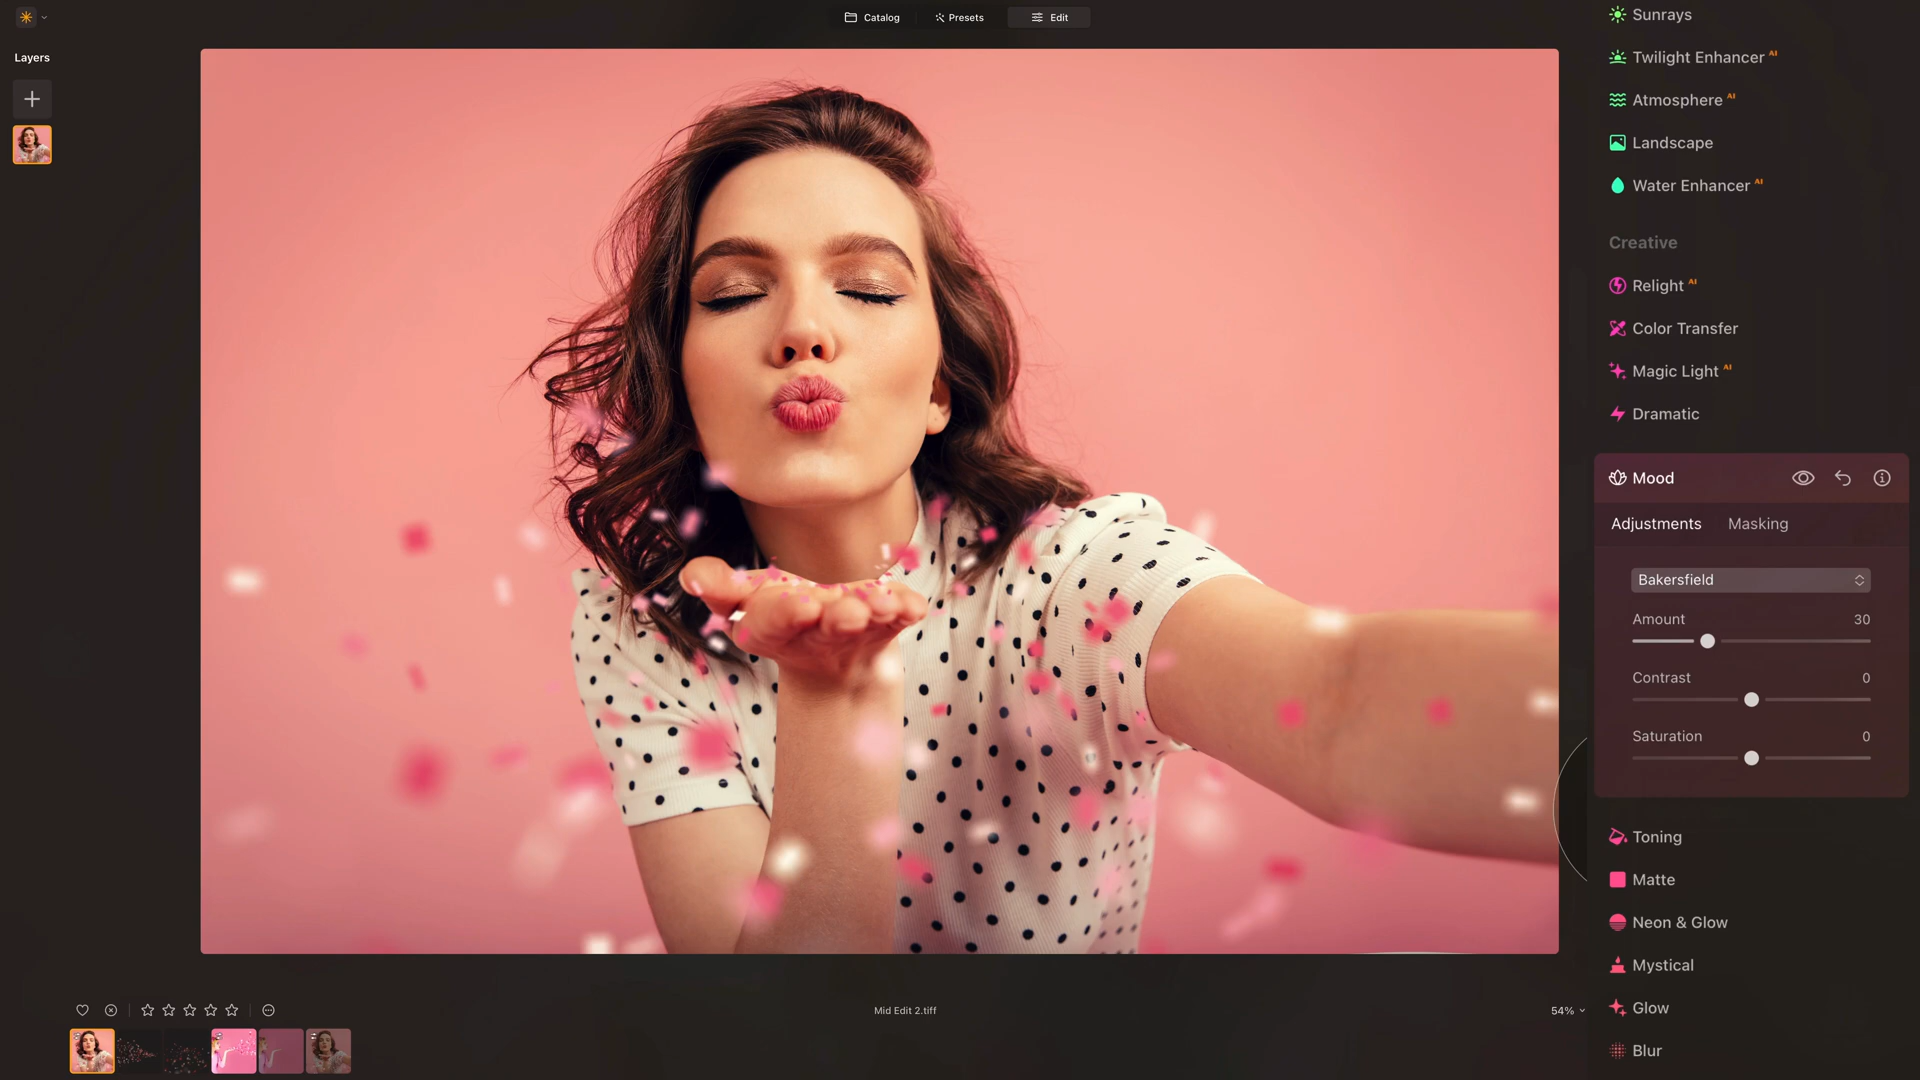 Catalog
Presets
Edit
Layers
Sunrays
Twilight Enhancer AI
Atmosphere AI
Landscape
Water Enhancer AI
Creative
Relight AI
Color Transfer
Magic Light AI
Dramatic
Mood
Adjustments Masking
Bakersfield
Amount 30
Contrast 0
Saturation 0
Toning
Matte
Neon & Glow
Mystical
Glow
Blur
Mid Edit 2.tiff
54%